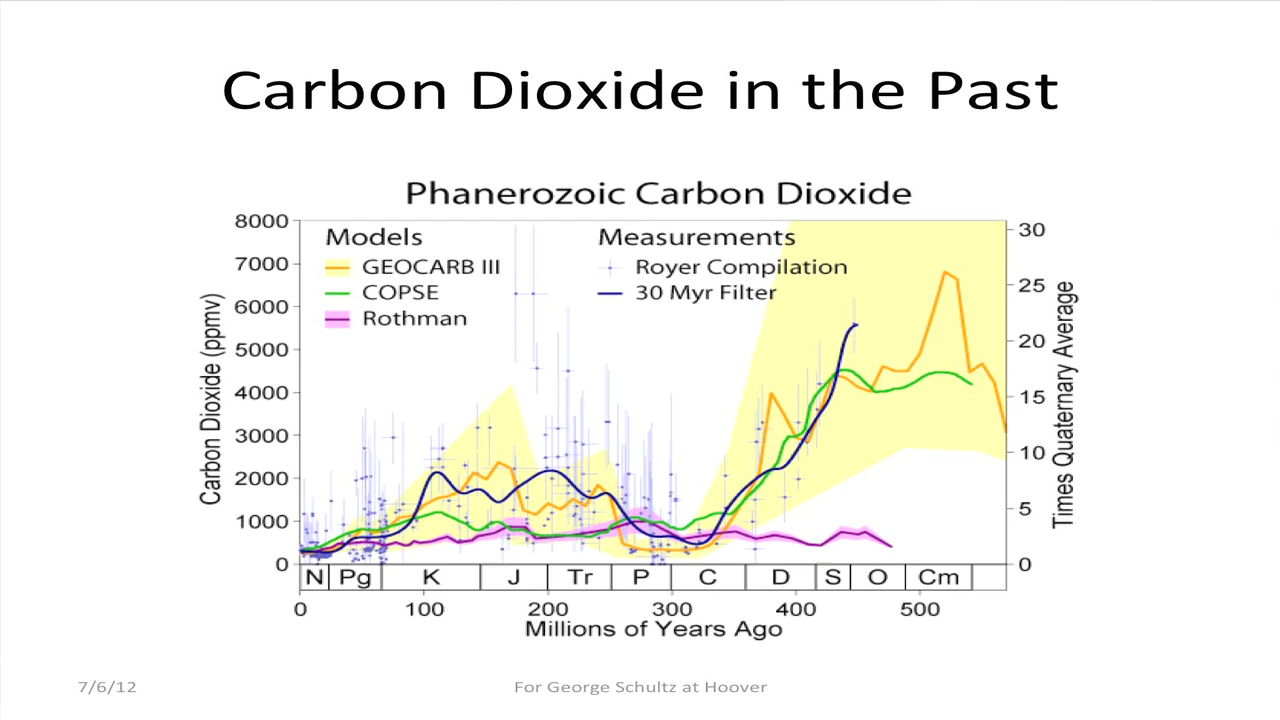 Carbon Dioxide in the Past
Phanerozoic Carbon Dioxide
Models
GEOCARB III
COPSE
Rothman
Measurements
Royer Compilation
30 Myr Filter
Carbon Dioxide (ppmv)
8000
7000
6000
5000
4000
3000
2000
1000
0
30
25
20
15
10
5
0
Times Quaternary Average
N Pg K J Tr P C D S O Cm
0 100 200 300 400 500
Millions of Years Ago
7/6/12
For George Schultz at Hoover